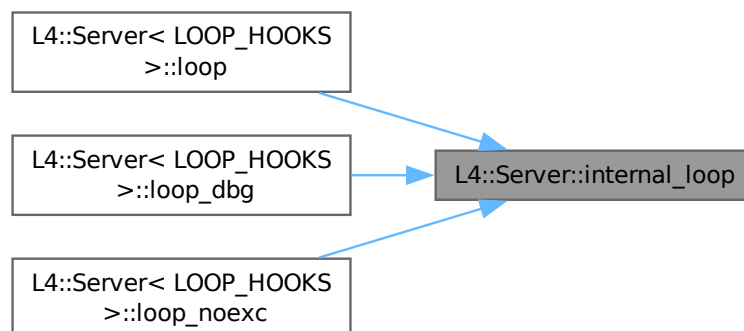 L4::Server< LOOP_HOOKS
>::loop
L4::Server< LOOP_HOOKS
>::loop_dbg
L4::Server::internal_loop
L4::Server< LOOP_HOOKS
>::loop_noexc